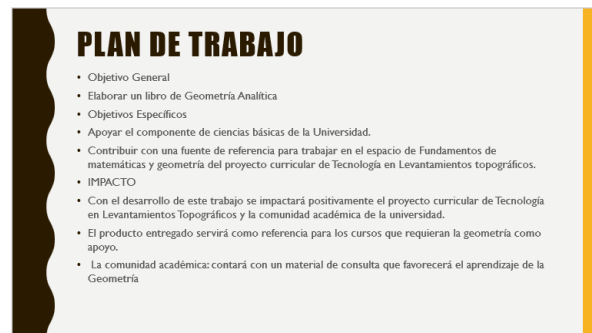 PLAN DE TRABAJO
• Objetivo General
• Elaborar un libro de Geometría Analítica
• Objetivos Específicos
• Apoyar el componente de ciencias básicas de la Universidad.
• Contribuir con una fuente de referencia para trabajar en el espacio de Fundamentos de
matemáticas y geometría del proyecto curricular de Tecnología en Levantamientos topográficos.
• IMPACTO
• Con el desarrollo de este trabajo se impactará positivamente el proyecto curricular de Tecnología
en Levantamientos Topográficos y la comunidad académica de la universidad.
• El producto entregado servirá como referencia para los cursos que requieran la geometría como
apoyo.
• La comunidad académica: contará con un material de consulta que favorecerá el aprendizaje de la
Geometría